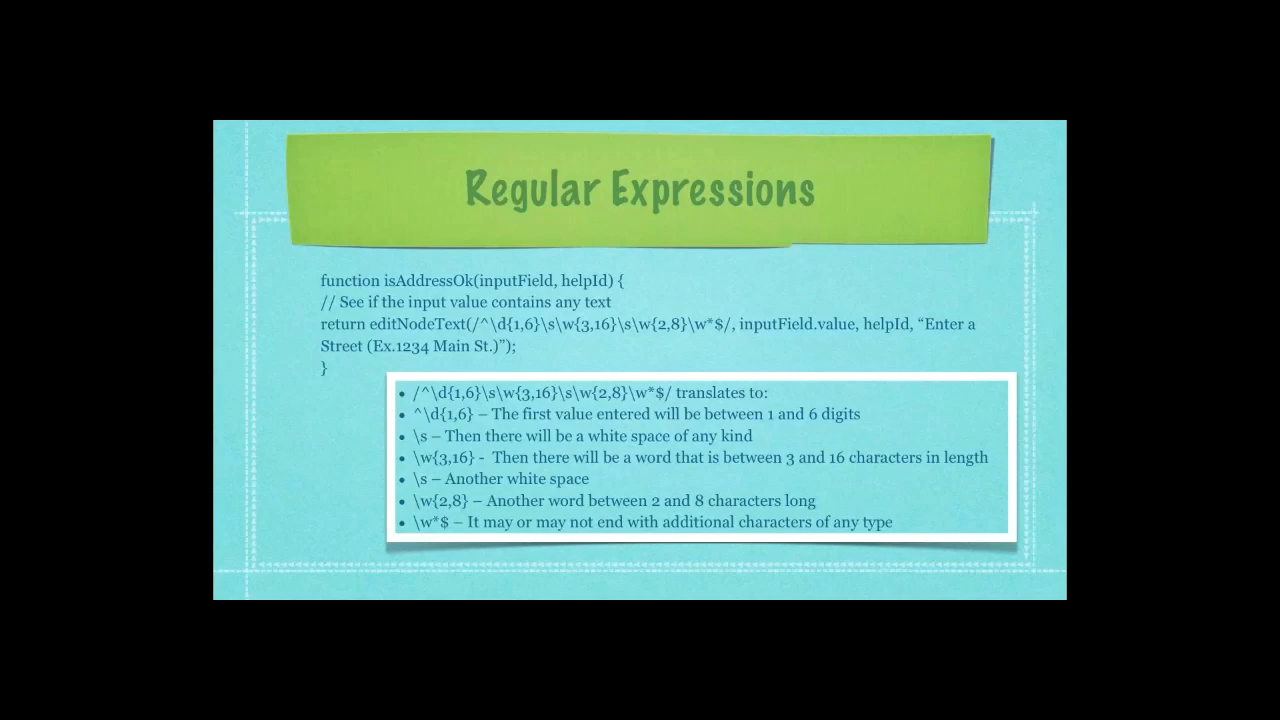 Regular Expressions
function isAddressOk(inputField, helpId) {
// See if the input value contains any text
return editNodeText(/^\d{1,6}\s\w{3,16}\s\w{2,8}\w*$/, inputField.value, helpId, “Enter a
Street (Ex.1234 Main St.)”);
}
• /^\d{1,6}\s\w{3,16}\s\w{2,8}\w*$/ translates to:
• ^\d{1,6} – The first value entered will be between 1 and 6 digits
• \s – Then there will be a white space of any kind
• \w{3,16} - Then there will be a word that is between 3 and 16 characters in length
• \s – Another white space
• \w{2,8} – Another word between 2 and 8 characters long
• \w*$ – It may or may not end with additional characters of any type